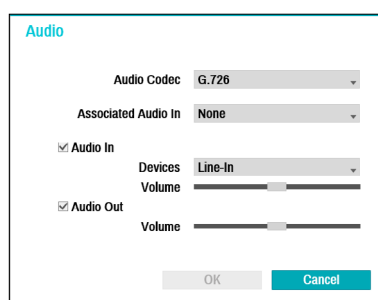 Audio
Audio Codec G.726
Associated Audio In None
Audio In
Devices Line-In
Volume
Audio Out
Volume
OK Cancel